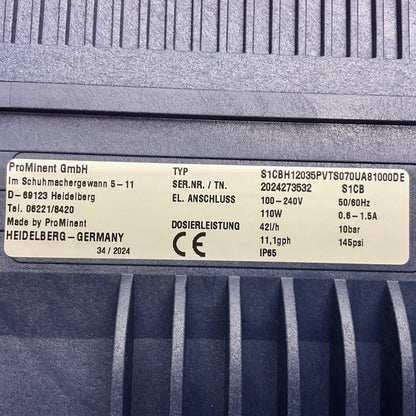 ProMinent GmbH
Im Schuhmachergewann 5-11
D-69123 Heidelberg
Tel. 06221/8420
Made by ProMinent
HEIDELBERG-GERMANY
34 / 2024
TYP S1CBH12035PVTS070UA81000DE
SER.NR. / TN. 2024273532 S1CB
EL. ANSCHLUSS 100-240V 50/60Hz
110W 0.6-1.5A
DOSIERLEISTUNG 42l/h 10bar
11,1gph 145psi
CE IP65